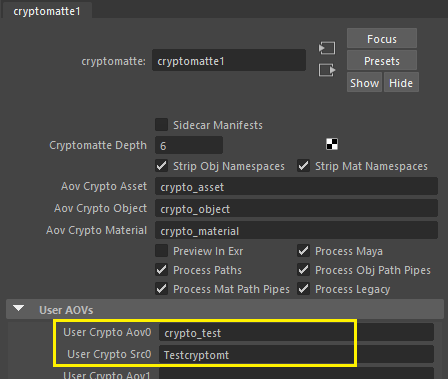 cryptomatte1
Focus
cryptomatte: cryptomatte1
Presets
Show Hide
Sidecar Manifests
Cryptomatte Depth 6
Strip Obj Namespaces Strip Mat Namespaces
Aov Crypto Asset crypto_asset
Aov Crypto Object crypto_object
Aov Crypto Material crypto_material
Preview In Exr Process Maya
Process Paths Process Obj Path Pipes
Process Mat Path Pipes Process Legacy
User AOVs
User Crypto Aov0 crypto_test
User Crypto Src0 Testcryptomt
User Crypto Aov1